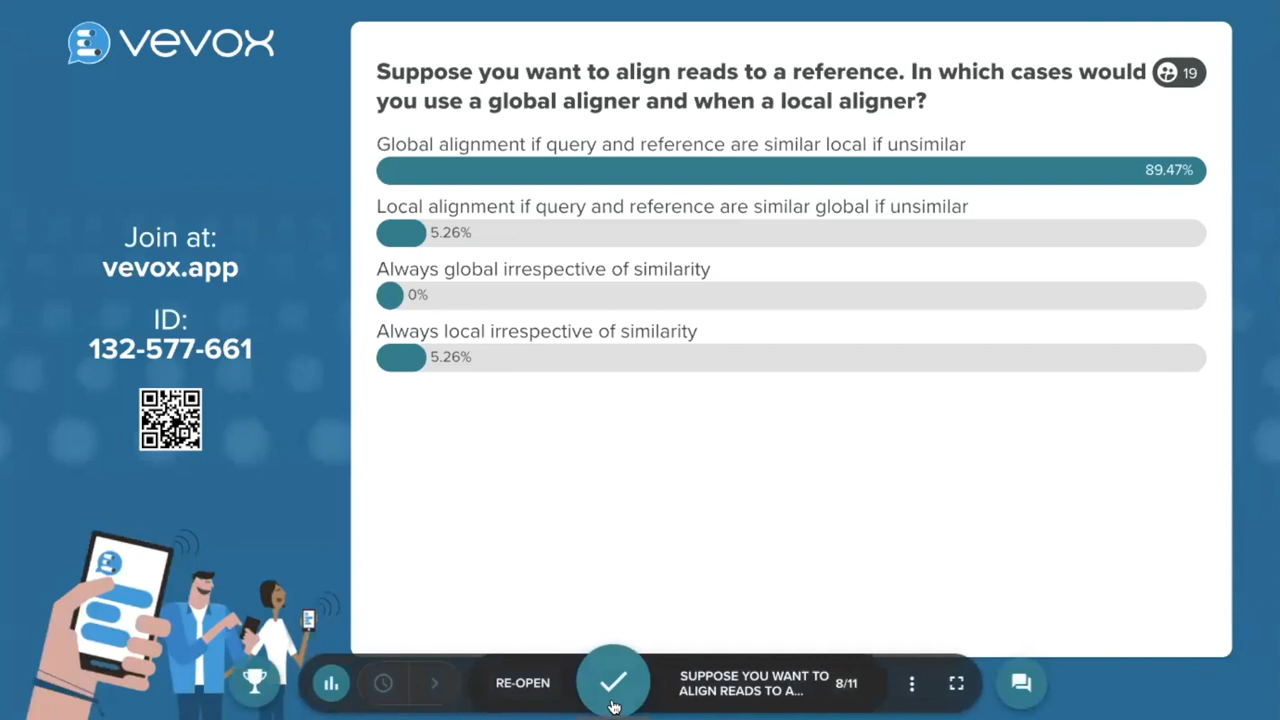 vevox
Suppose you want to align reads to a reference. In which cases would
you use a global aligner and when a local aligner?
19
Global alignment if query and reference are similar local if unsimilar
89.47%
Local alignment if query and reference are similar global if unsimilar
5.26%
Always global irrespective of similarity
0%
Always local irrespective of similarity
5.26%
Join at:
vevox.app
ID:
132-577-661
RE-OPEN
SUPPOSE YOU WANT TO
ALIGN READS TO A...
8/11